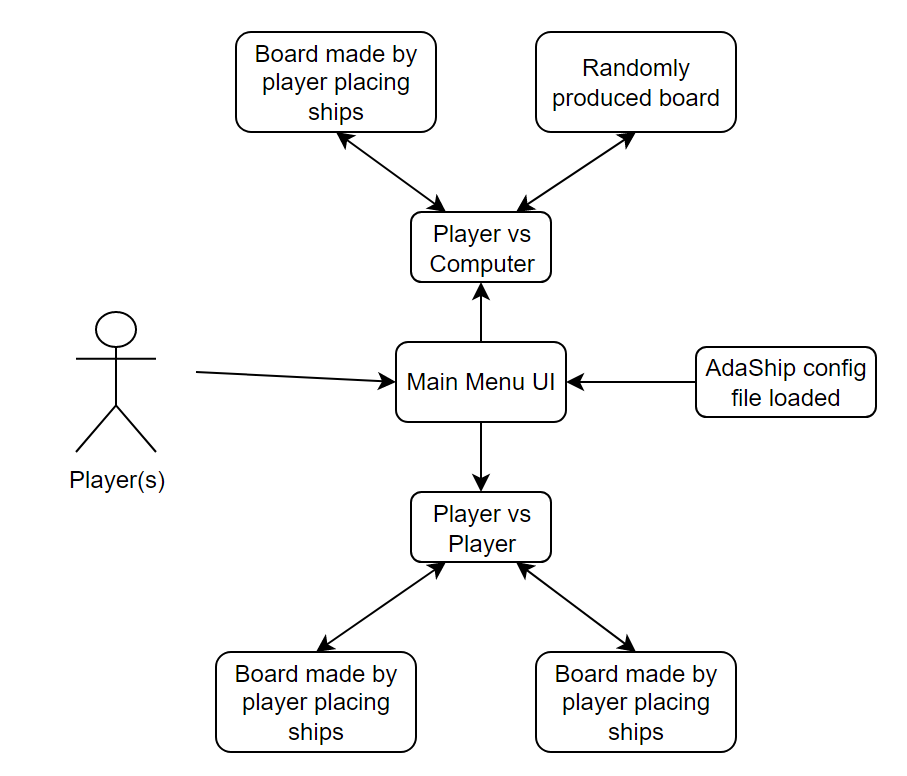 Board made by
player placing
ships
Randomly
produced board
Player vs
Computer
Main Menu UI
AdaShip config
file loaded
Player(s)
Player vs
Player
Board made by
player placing
ships
Board made by
player placing
ships